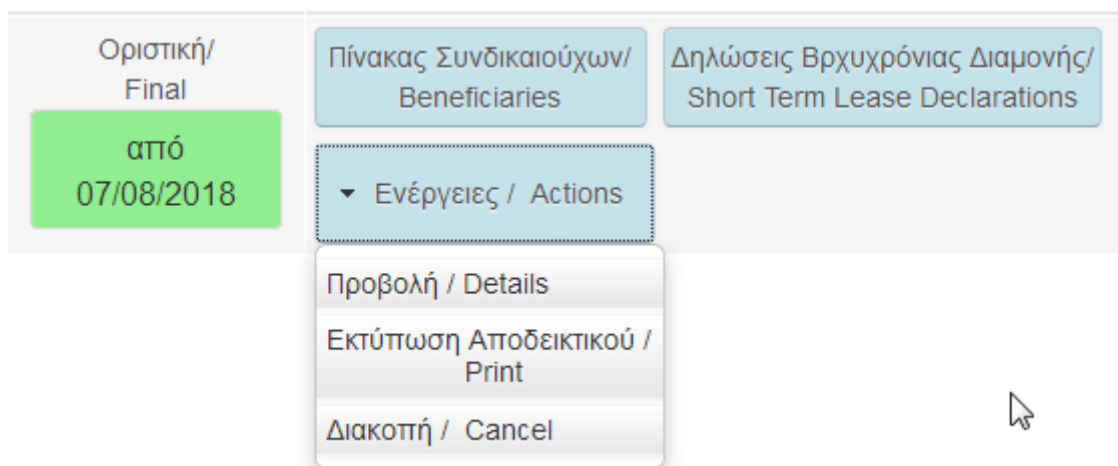 Οριστική/
Final
από
07/08/2018
Πίνακας Συνδικαιούχων/
Beneficiaries
Δηλώσεις Βρχυχρόνιας Διαμονής/
Short Term Lease Declarations
Ενέργειες / Actions
Προβολή / Details
Εκτύπωση Αποδεικτικού /
Print
Διακοπή / Cancel